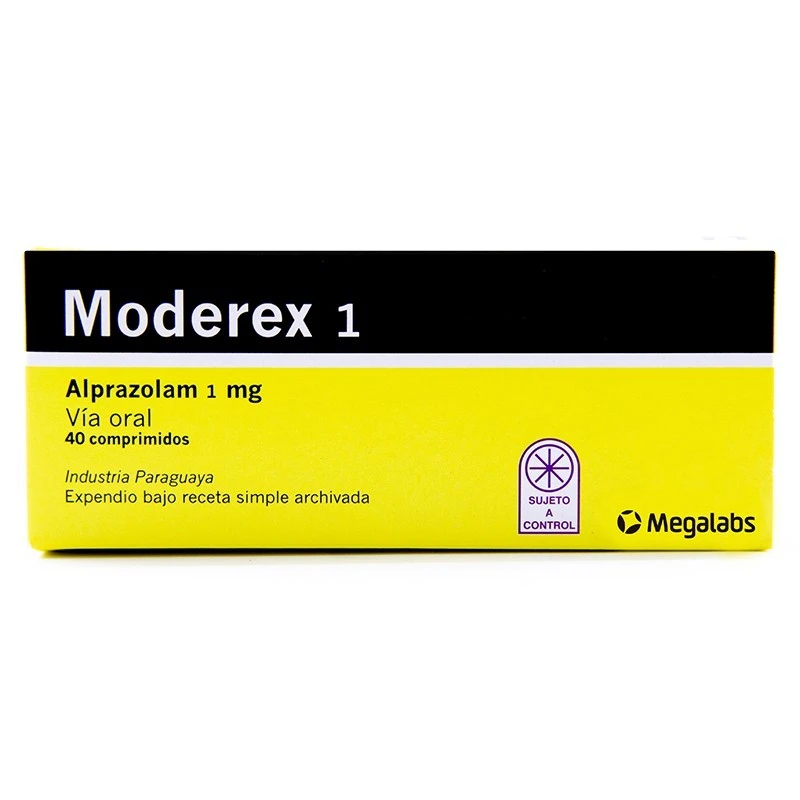 Moderex 1
Alprazolam 1 mg
Vía oral
40 comprimidos
Industria Paraguaya
Expendio bajo receta simple archivada
SUJETO
A
CONTROL
Megalabs